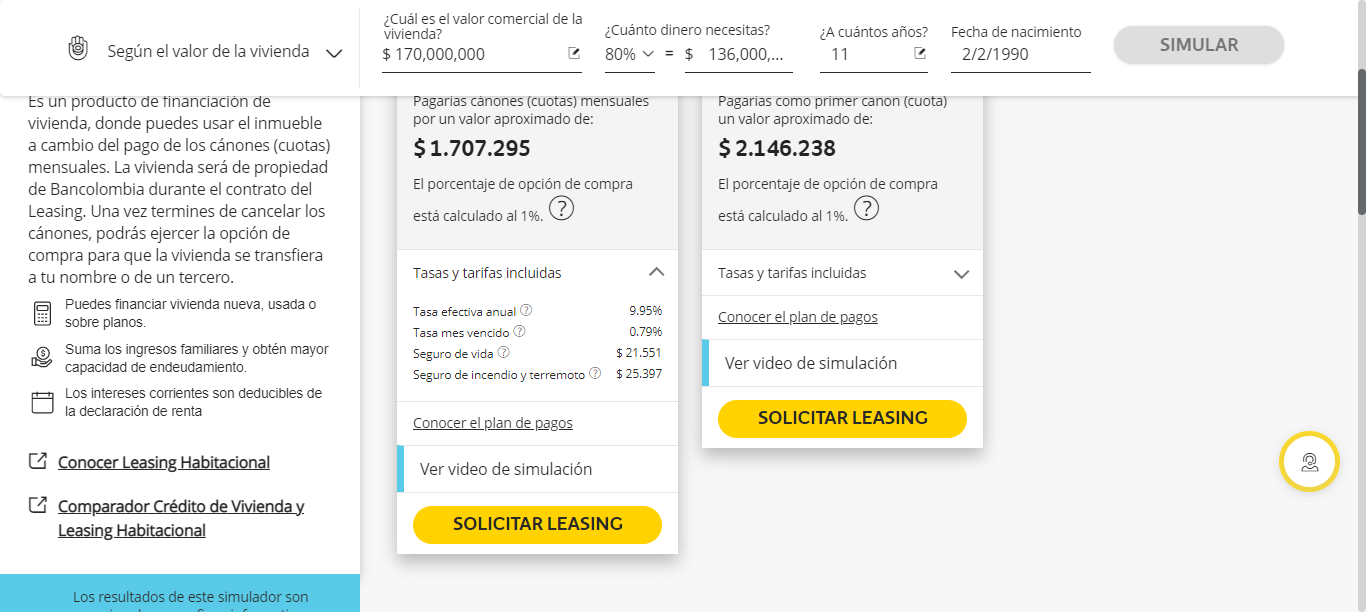 Según el valor de la vivienda
¿Cuál es el valor comercial de la
vivienda?
$ 170,000,000
¿Cuánto dinero necesitas?
80% = $ 136,000,...
¿A cuántos años?
11
Fecha de nacimiento
2/2/1990
SIMULAR
Es un producto de financiación de
vivienda, donde puedes usar el inmueble
a cambio del pago de los cánones (cuotas)
mensuales. La vivienda será de propiedad
de Bancolombia durante el contrato del
Leasing. Una vez termines de cancelar los
cánones, podrás ejercer la opción de
compra para que la vivienda se transfiera
a tu nombre o de un tercero.
Puedes financiar vivienda nueva, usada o
sobre planos.
Suma los ingresos familiares y obtén mayor
capacidad de endeudamiento.
Los intereses corrientes son deducibles de
la declaración de renta
Conocer Leasing Habitacional
Comparador Crédito de Vivienda y
Leasing Habitacional
Los resultados de este simulador son
Pagarías cánones (cuotas) mensuales
por un valor aproximado de:
$ 1.707.295
El porcentaje de opción de compra
está calculado al 1%. ?
Tasas y tarifas incluidas
Tasa efectiva anual ? 9.95%
Tasa mes vencido ? 0.79%
Seguro de vida ? $ 21.551
Seguro de incendio y terremoto ? $ 25.397
Conocer el plan de pagos
Ver video de simulación
SOLICITAR LEASING
Pagarías como primer canon (cuota)
un valor aproximado de:
$ 2.146.238
El porcentaje de opción de compra
está calculado al 1%. ?
Tasas y tarifas incluidas
Conocer el plan de pagos
Ver video de simulación
SOLICITAR LEASING